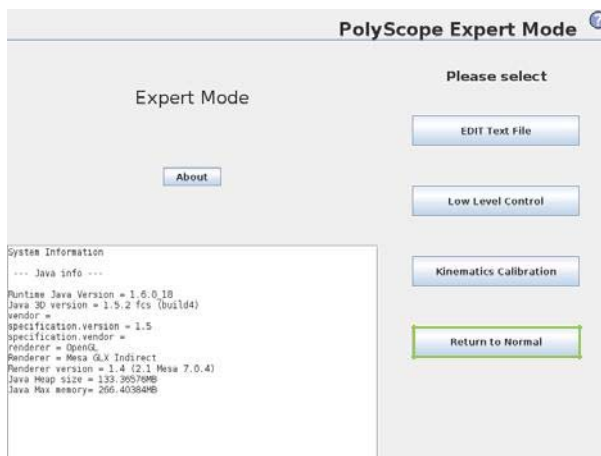 PolyScope Expert Mode
?
Please select
Expert Mode
EDIT Text File
About
Low Level Control
System Information
--- Java info ---
Kinematics Calibration
Runtime Java Version = 1.6.0_18
Java 3D version = 1.5.2 fcs (build4)
vendor =
specification.version = 1.5
specification.vendor =
renderer = OpenGL
Renderer = Mesa GLX Indirect
Renderer version = 1.4 (2.1 Mesa 7.0.4)
Java Heap size = 133.36576MB
Java Max memory= 266.40384MB
Return to Normal